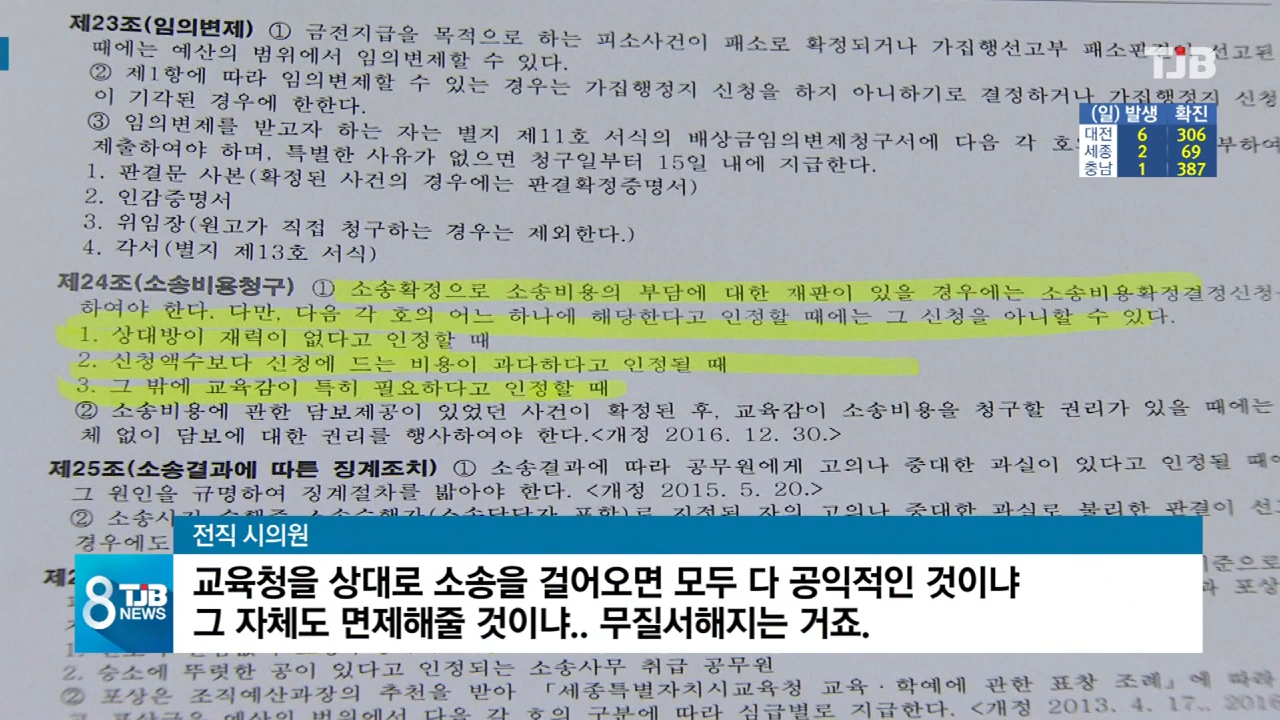 제23조(임의변제) ① 금전지급을 목적으로 하는 피소사건이 패소로 확정되거나 가집행선고부 선고된
때에는 예산의 범위에서 임의변제할 수 있다.
② 제1항에 따라 임의변제할 수 있는 경우는 가집행정지 신청을 하지 아니하기로 결정하거나 가집행정지 신청
이 기각된 경우에 한한다.
③ 임의변제를 받고자 하는 자는 별지 제11호 서식의 배상금임의변제청구서에 다음 각
제출하여야 하며, 특별한 사유가 없으면 청구일부터 15일 내에 지급한다.
1. 판결문 사본(확정된 사건의 경우에는 판결확정증명서)
2. 인감증명서
3. 위임장(원고가 직접 청구하는 경우는 제외한다.)
4. 각서(별지 제13호 서식)
TJB
(일) 발생 확진
대전 6 306
세종 2 69
충남 1 387
제24조(소송비용청구) ① 소송확정으로 소송비용의 부담에 대한 재판이 있을 경우에는 소송비용확정결정신청
하여야 한다. 다만, 다음 각 호의 어느 하나에 해당한다고 인정할 때에는 그 신청을 아니할 수 있다.
1. 상대방이 재력이 없다고 인정할 때
2. 신청액수보다 신청에 드는 비용이 과다하다고 인정될 때
3. 그 밖에 교육감이 특히 필요하다고 인정할 때
② 소송비용에 관한 담보제공이 있었던 사건이 확정된 후, 교육감이 소송비용을 청구할 권리가 있을 때에는
체 없이 담보에 대한 권리를 행사하여야 한다.<개정 2016. 12. 30.>
제25조(소송결과에 따른 징계조치) ① 소송결과에 따라 공무원에게 고의나 중대한 과실이 있다고 인정될
그 원인을 규명하여 징계절차를 밟아야 한다. <개정 2015. 5. 20.>
경우에도
전직 시의원
8 TJB NEWS
교육청을 상대로 소송을 걸어오면 모두 다 공익적인 것이냐
그 자체도 면제해줄 것이냐.. 무질서해지는 거죠.
2. 승소에 뚜렷한 공이 있다고 인정되는 소송사무 취급 공무원
② 포상은 조직예산과장의 추천을 받아 「세종특별자치시교육청 교육·학예에 관한 표창 조례」에 따라
예산의 범위에서 다음 각 호의 구분에 따라 심급별로 지급한다. <개정 2013. 4. 17.,